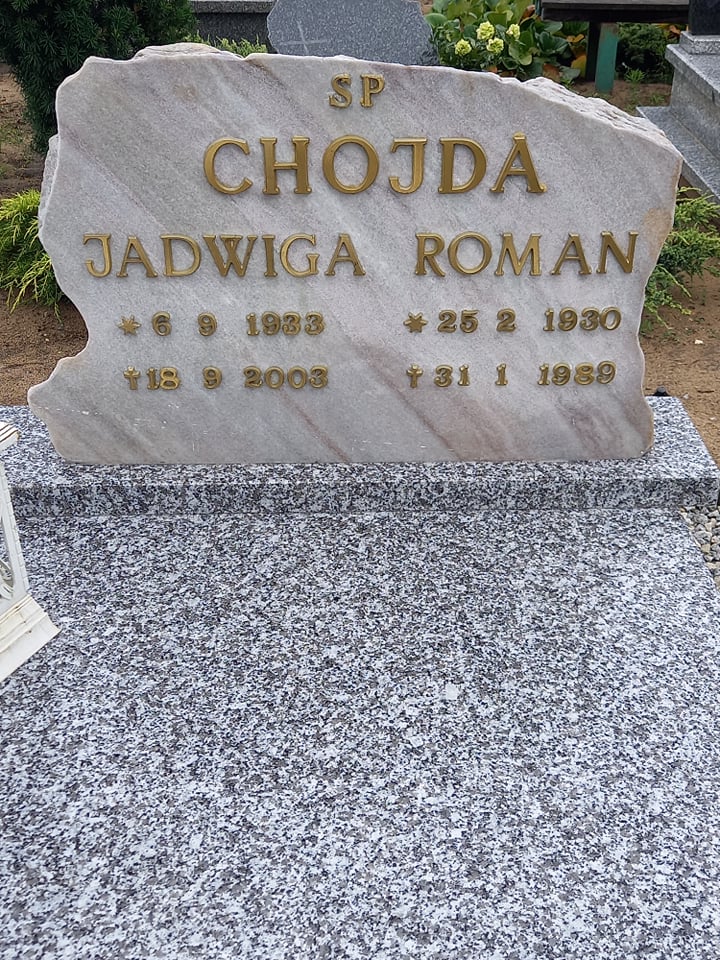 SP
CHOJDA
JADWIGA ROMAN
* 6 9 1933 * 25 2 1930
† 18 9 2003 † 31 1 1989